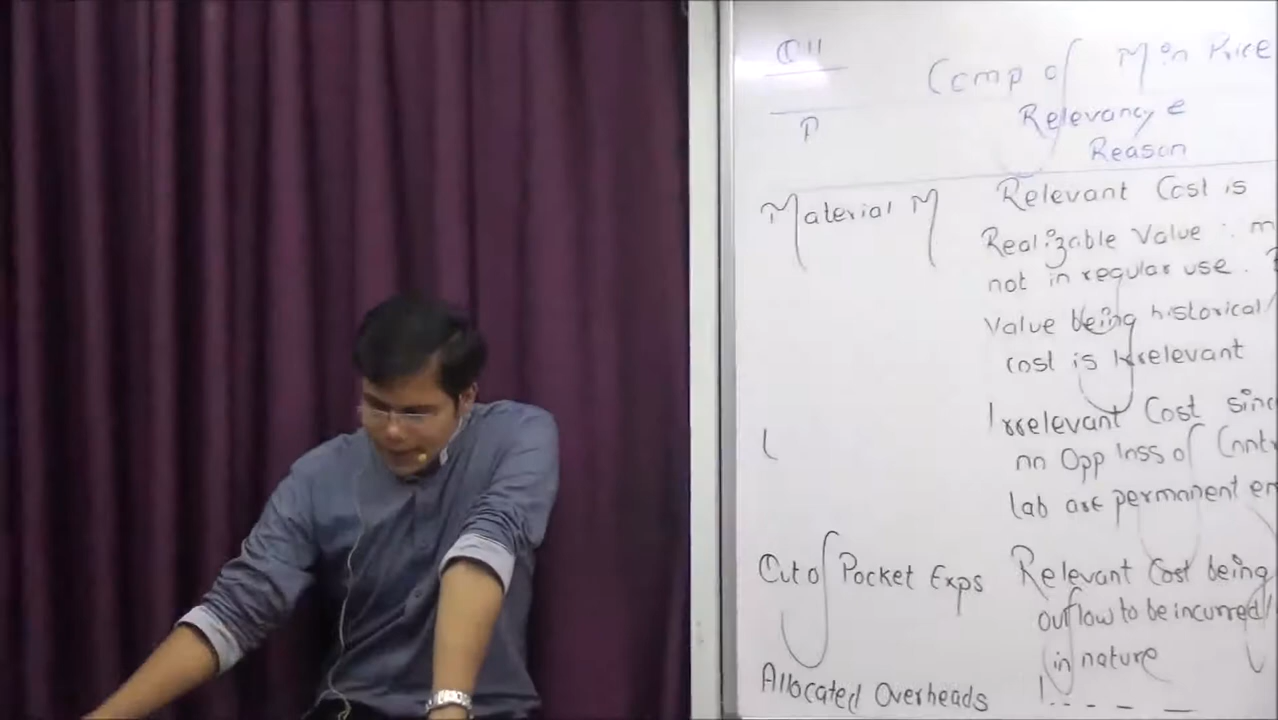 Q11
Comp of Min Price
P
Relevancy e
Reason
Material M
Relevant Cost is
Realizable Value ∵ m
not in regular use.
Value being historical/
cost is Irrelevant
L
Irrelevant Cost sinc
no Opp loss of Contr
lab are permanent em
Out of Pocket Exps
Relevant Cost being
outflow to be incurred/
in nature
Allocated Overheads
I - - - -